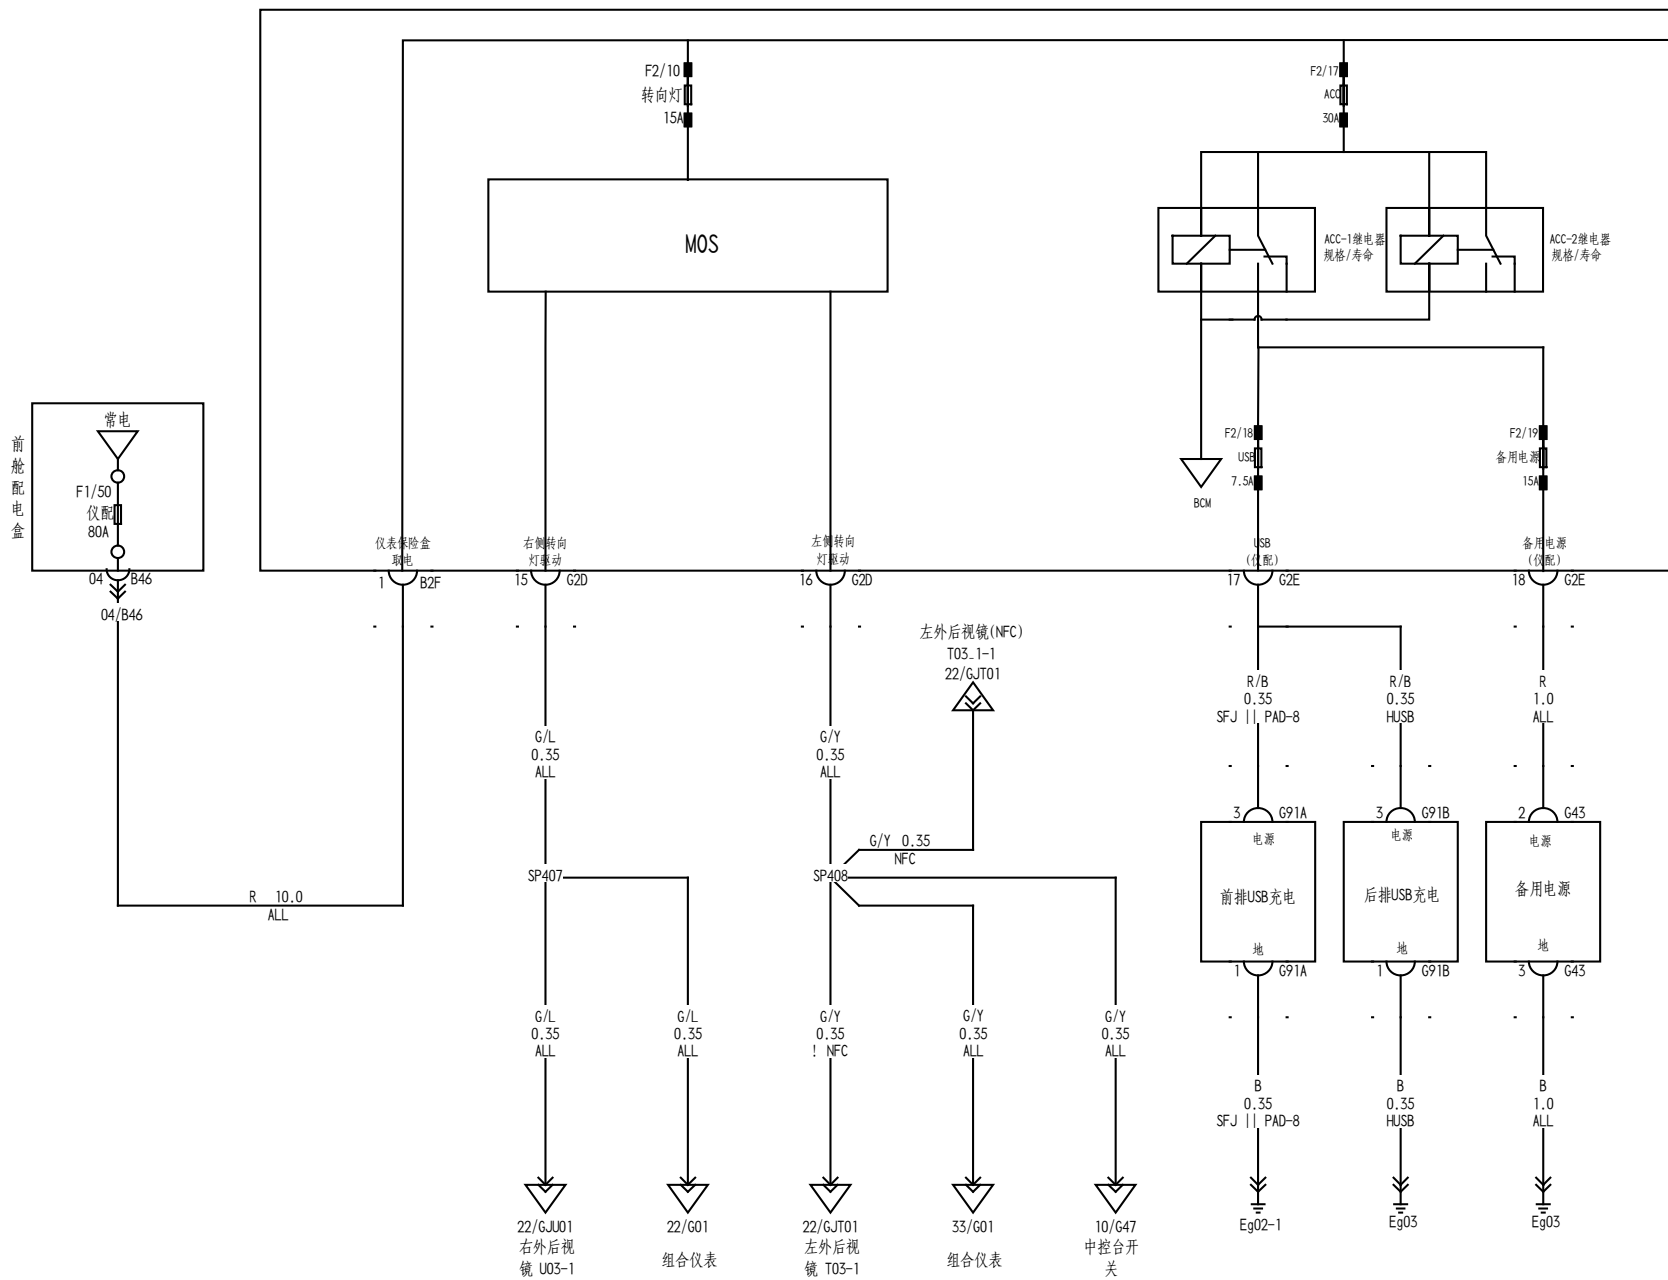 F2/10
转向灯
15A
F2/17
ACC
30A
MOS
ACC-1继电器
规格/寿命
ACC-2继电器
规格/寿命
前舱配电盒
常电
F1/50
仪配
80A
04 B46
04/B46
F2/18
USB
7.5A
F2/19
备用电源
15A
BCM
仪表保险盒
取电
1 B2F
右侧转向
灯驱动
15 G2D
左侧转向
灯驱动
16 G2D
USB
(仪配)
17 G2E
备用电源
(仪配)
18 G2E
左外后视镜(NFC)
T03_1-1
22/GJT01
R/B
0.35
SFJ || PAD-8
R/B
0.35
HUSB
R
1.0
ALL
G/L
0.35
ALL
G/Y
0.35
ALL
3 G91A
3 G91B
2 G43
电源
电源
电源
G/Y 0.35
NFC
SP407
SP408
R 10.0
ALL
前排USB充电
后排USB充电
备用电源
地
地
地
1 G91A
1 G91B
3 G43
G/L
0.35
ALL
G/L
0.35
ALL
G/Y
0.35
! NFC
G/Y
0.35
ALL
G/Y
0.35
ALL
B
0.35
SFJ || PAD-8
B
0.35
HUSB
B
1.0
ALL
22/GJU01
右外后视
镜 U03-1
22/G01
组合仪表
22/GJT01
左外后视
镜 T03-1
33/G01
组合仪表
10/G47
中控台开
关
Eg02-1
Eg03
Eg03